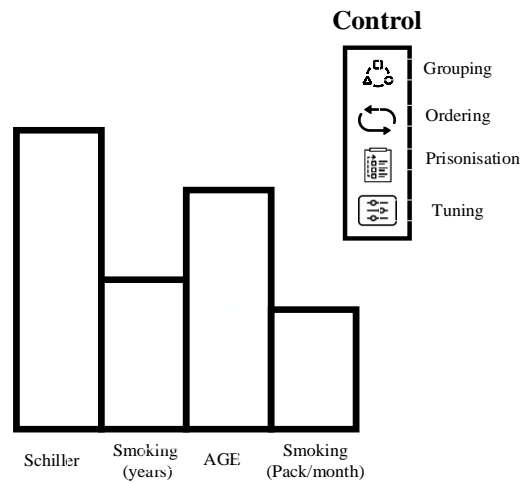 Control
Grouping
Ordering
Prisonisation
Tuning
Schiller
Smoking
(years)
AGE
Smoking
(Pack/month)